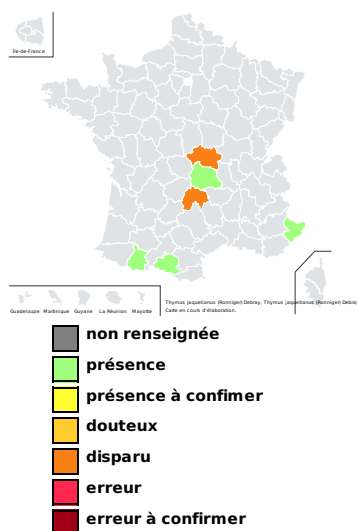 Île-de-France
Guadeloupe Martinique Guyane La Réunion Mayotte
Thymus jaquetianus (Ronniger) Debray, Thymus jaquetianus (Ronniger) Debray
Carte en cours d'élaboration.
non renseignée
présence
présence à confimer
douteux
disparu
erreur
erreur à confirmer